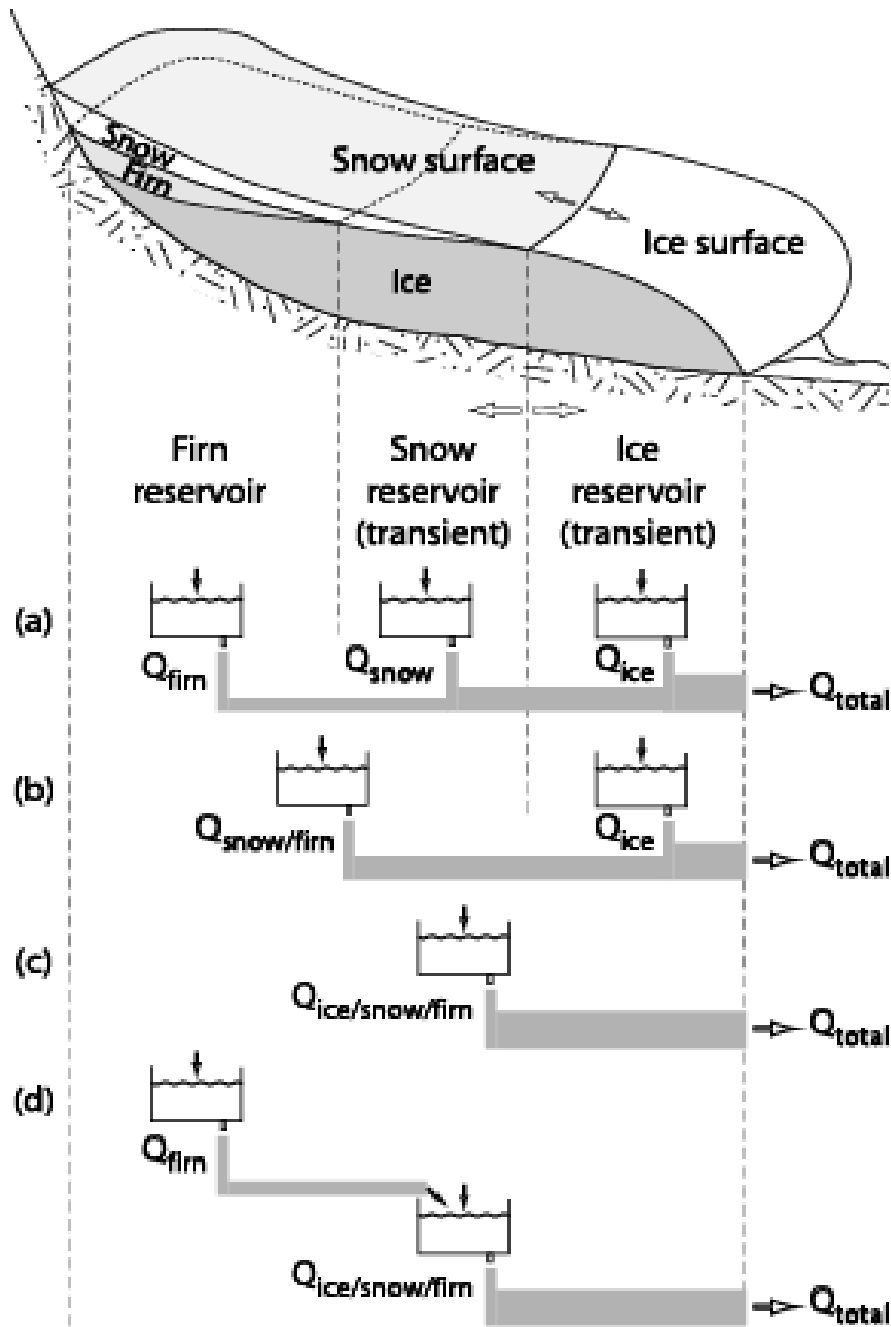 Snow
Firn
Snow surface
Ice surface
Ice
Firn
reservoir
Snow
reservoir
(transient)
Ice
reservoir
(transient)
(a)
Qfirn
Qsnow
Qice
Qtotal
(b)
Qsnow/firn
Qice
Qtotal
(c)
Qice/snow/firn
Qtotal
(d)
Qfirn
Qice/snow/firn
Qtotal